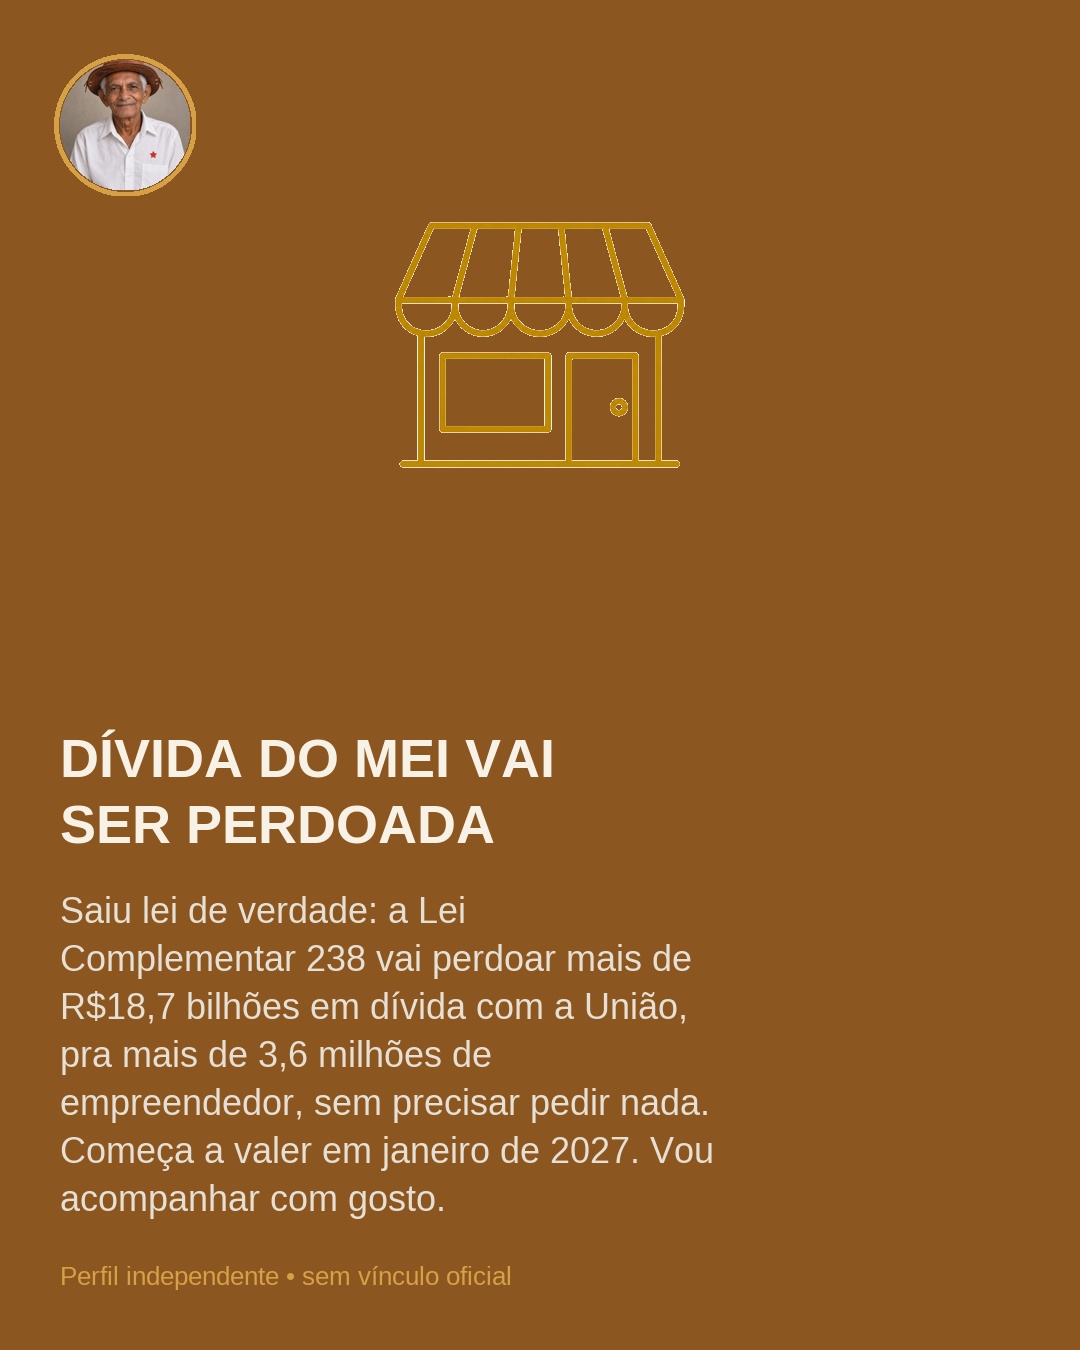 DÍVIDA DO MEI VAI
SER PERDOADA
Saiu lei de verdade: a Lei
Complementar 238 vai perdoar mais de
R$18,7 bilhões em dívida com a União,
pra mais de 3,6 milhões de
empreendedor, sem precisar pedir nada.
Começa a valer em janeiro de 2027. Vou
acompanhar com gosto.
Perfil independente • sem vínculo oficial